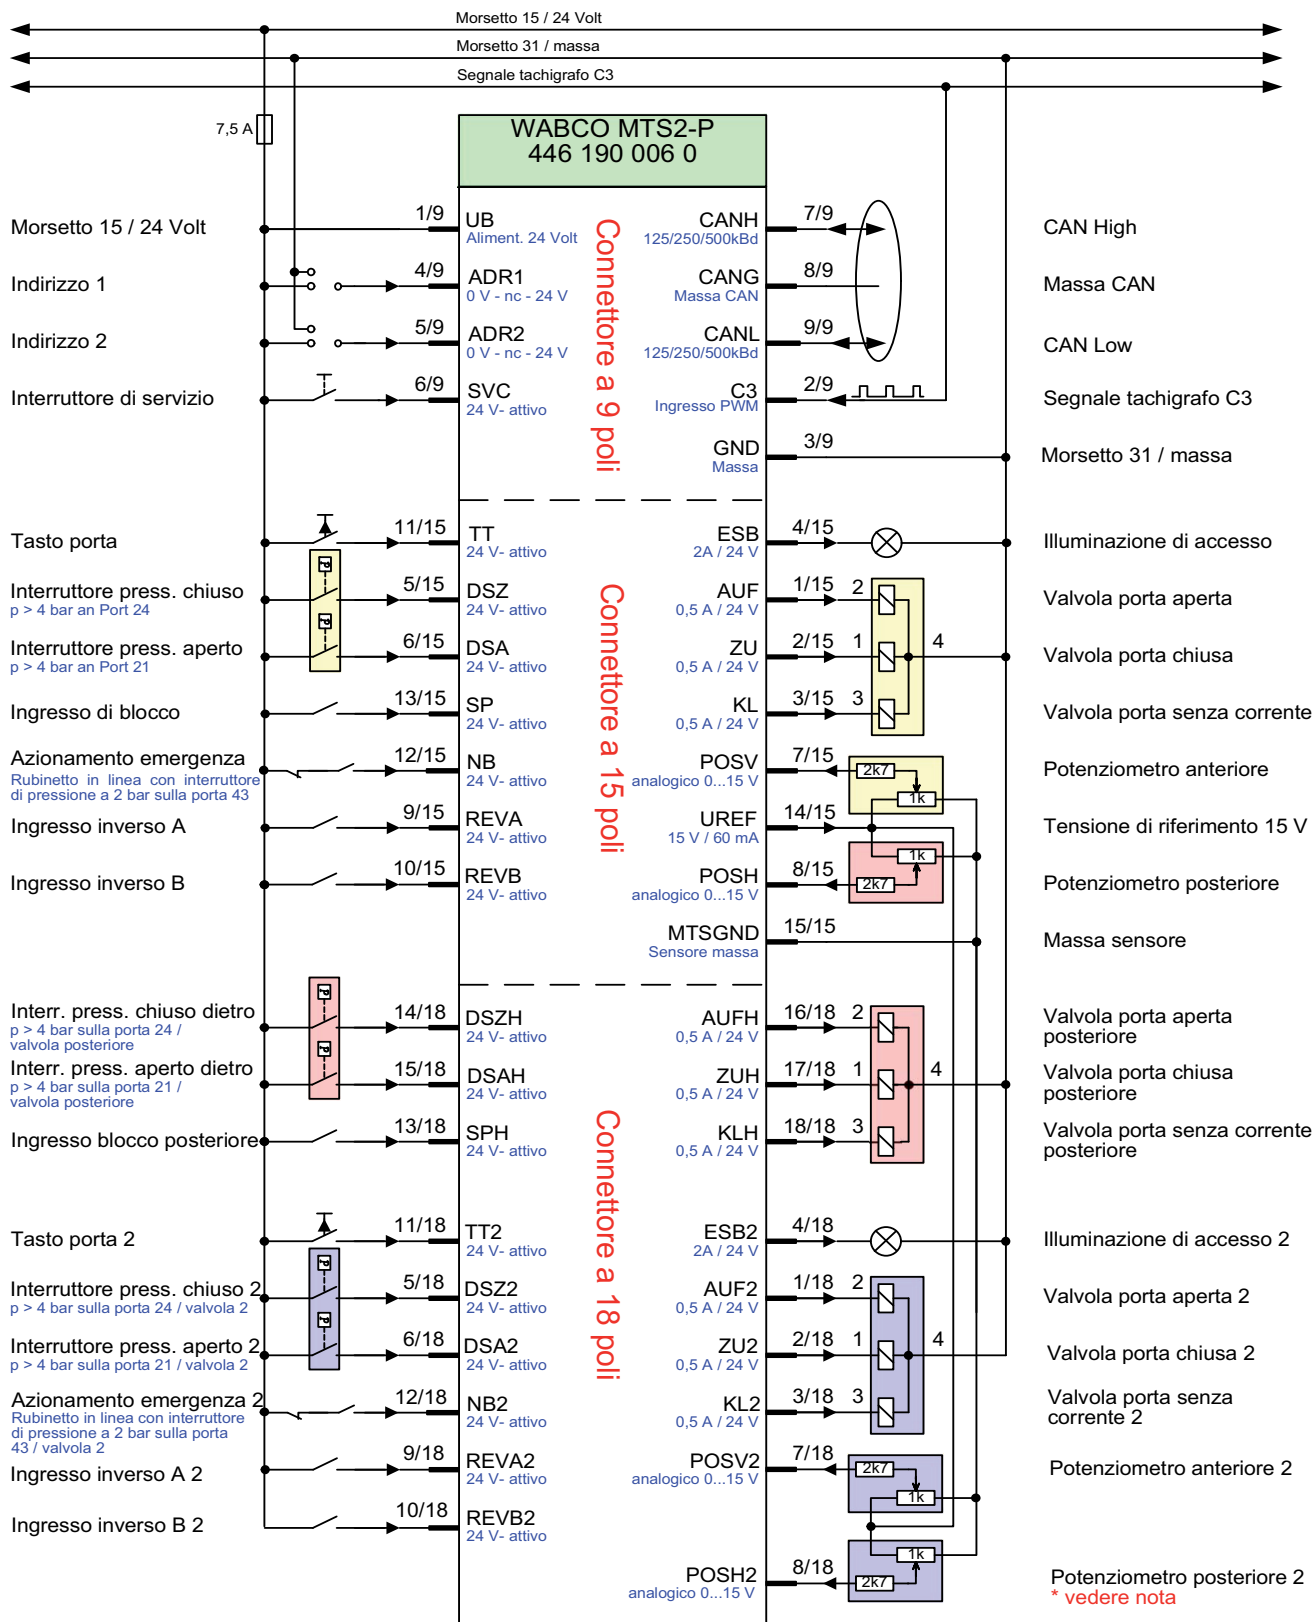 Morsetto 15 / 24 Volt
Morsetto 31 / massa
Segnale tachigrafo C3
7,5 A
WABCO MTS2-P
446 190 006 0
Connettore a 9 poli
Morsetto 15 / 24 Volt
1/9
UB
Aliment. 24 Volt
CANH
125/250/500kBd
7/9
CAN High
Indirizzo 1
4/9
ADR1
0 V - nc - 24 V
CANG
Massa CAN
8/9
Massa CAN
Indirizzo 2
5/9
ADR2
0 V - nc - 24 V
CANL
125/250/500kBd
9/9
CAN Low
Interruttore di servizio
6/9
SVC
24 V- attivo
C3
Ingresso PWM
2/9
Segnale tachigrafo C3
GND
Massa
3/9
Morsetto 31 / massa
Connettore a 15 poli
Tasto porta
11/15
TT
24 V- attivo
ESB
2A / 24 V
4/15
Illuminazione di accesso
Interruttore press. chiuso
p > 4 bar an Port 24
P
5/15
DSZ
24 V- attivo
AUF
0,5 A / 24 V
1/15
2
Valvola porta aperta
Interruttore press. aperto
p > 4 bar an Port 21
P
6/15
DSA
24 V- attivo
ZU
0,5 A / 24 V
2/15
1
4
Valvola porta chiusa
Ingresso di blocco
13/15
SP
24 V- attivo
KL
0,5 A / 24 V
3/15
3
Valvola porta senza corrente
Azionamento emergenza
Rubinetto in linea con interruttore
di pressione a 2 bar sulla porta 43
12/15
NB
24 V- attivo
POSV
analogico 0...15 V
7/15
2k7
1k
Potenziometro anteriore
Ingresso inverso A
9/15
REVA
24 V- attivo
UREF
15 V / 60 mA
14/15
Tensione di riferimento 15 V
Ingresso inverso B
10/15
REVB
24 V- attivo
POSH
analogico 0...15 V
8/15
1k
2k7
Potenziometro posteriore
MTSGND
Sensore massa
15/15
Massa sensore
Connettore a 18 poli
Interr. press. chiuso dietro
p > 4 bar sulla porta 24 /
valvola posteriore
P
14/18
DSZH
24 V- attivo
AUFH
0,5 A / 24 V
16/18
2
Valvola porta aperta
posteriore
Interr. press. aperto dietro
p > 4 bar sulla porta 21 /
valvola posteriore
P
15/18
DSAH
24 V- attivo
ZUH
0,5 A / 24 V
17/18
1
4
Valvola porta chiusa
posteriore
Ingresso blocco posteriore
13/18
SPH
24 V- attivo
KLH
0,5 A / 24 V
18/18
3
Valvola porta senza corrente
posteriore
Tasto porta 2
11/18
TT2
24 V- attivo
ESB2
2A / 24 V
4/18
Illuminazione di accesso 2
Interruttore press. chiuso 2
p > 4 bar sulla porta 24 / valvola 2
P
5/18
DSZ2
24 V- attivo
AUF2
0,5 A / 24 V
1/18
2
Valvola porta aperta 2
Interruttore press. aperto 2
p > 4 bar sulla porta 21 / valvola 2
P
6/18
DSA2
24 V- attivo
ZU2
0,5 A / 24 V
2/18
1
4
Valvola porta chiusa 2
Azionamento emergenza 2
Rubinetto in linea con interruttore
di pressione a 2 bar sulla porta
43 / valvola 2
12/18
NB2
24 V- attivo
KL2
0,5 A / 24 V
3/18
3
Valvola porta senza
corrente 2
Ingresso inverso A 2
9/18
REVA2
24 V- attivo
POSV2
analogico 0...15 V
7/18
2k7
1k
Potenziometro anteriore 2
Ingresso inverso B 2
10/18
REVB2
24 V- attivo
POSH2
analogico 0...15 V
8/18
1k
2k7
Potenziometro posteriore 2
* vedere nota